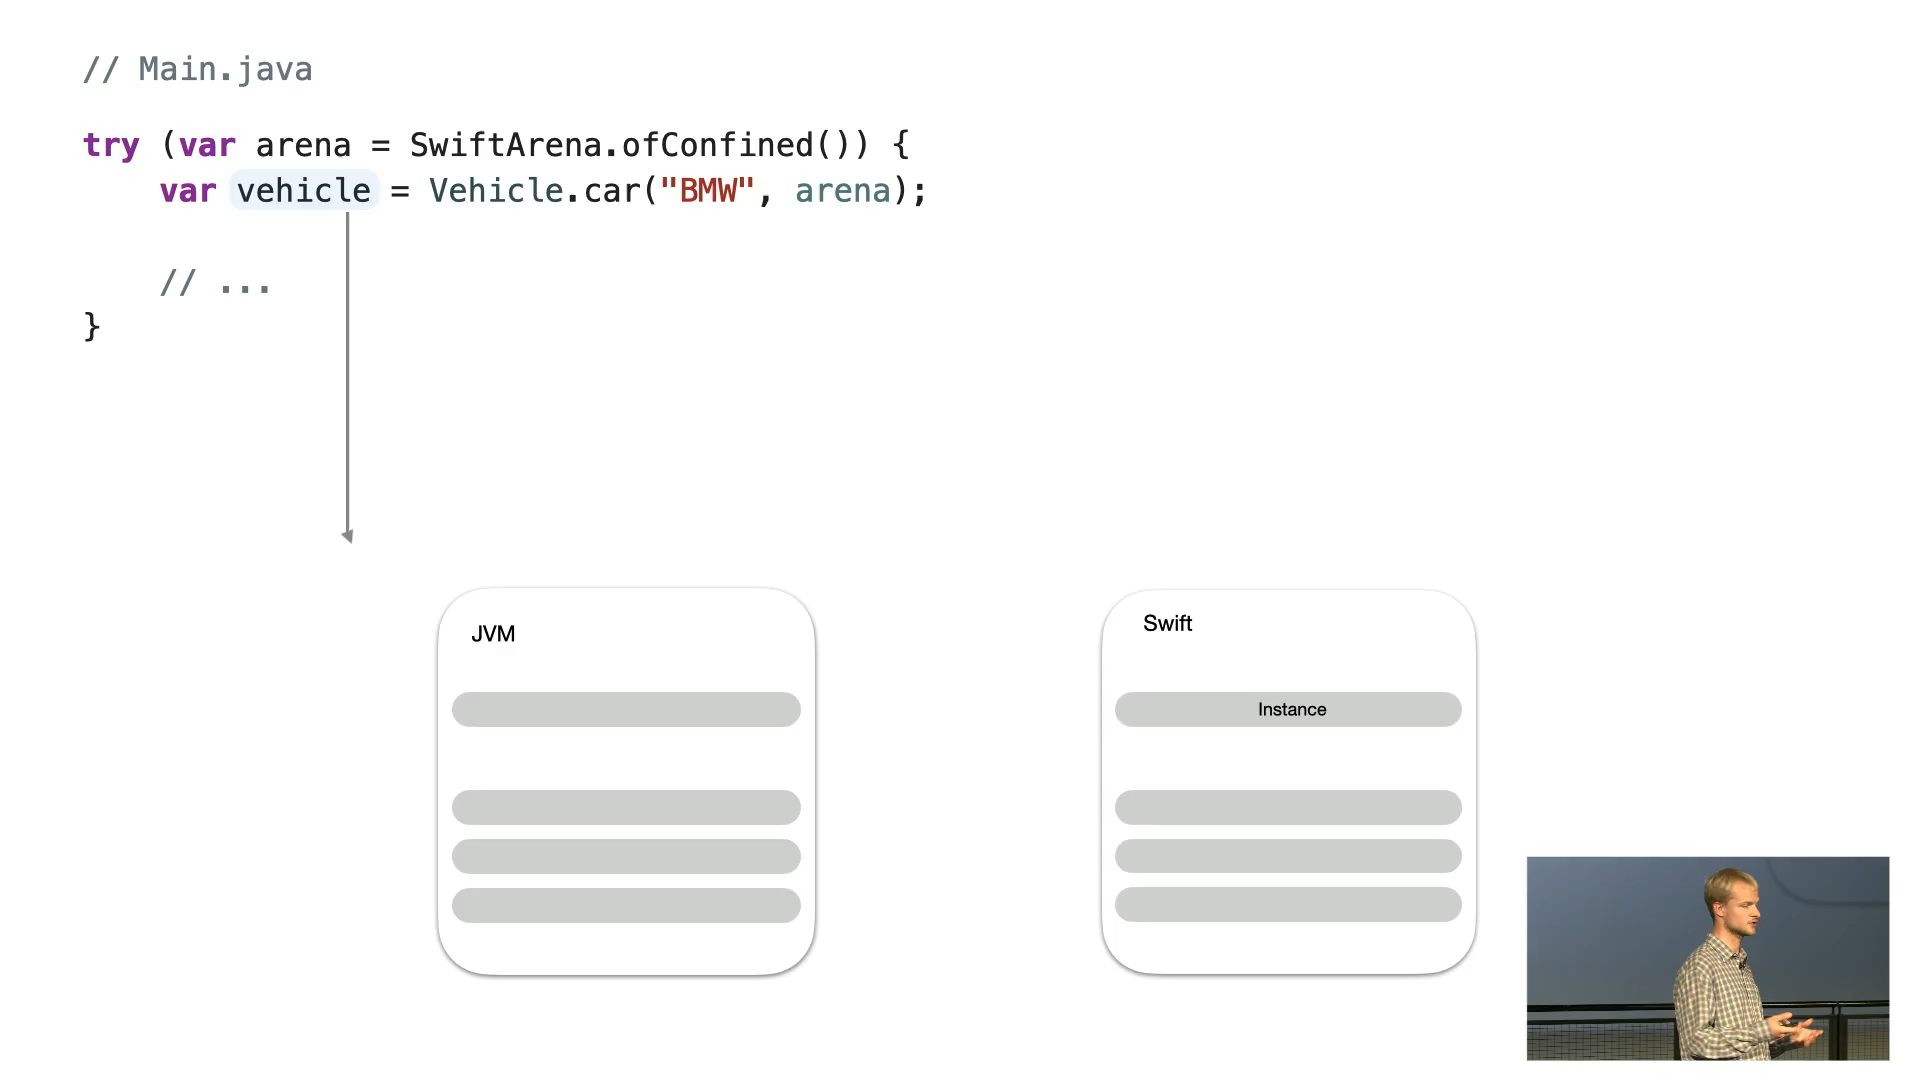 // Main.java
try (var arena = SwiftArena.ofConfined()) {
var vehicle = Vehicle.car("BMW", arena);
// ...
}
JVM
Swift
Instance